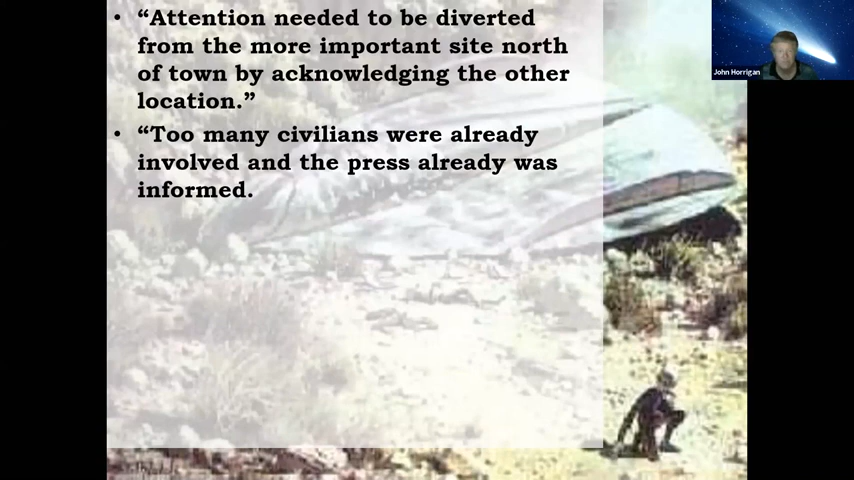 • “Attention needed to be diverted
from the more important site north
of town by acknowledging the other
location.”
• “Too many civilians were already
involved and the press already was
informed.
John Horrigan